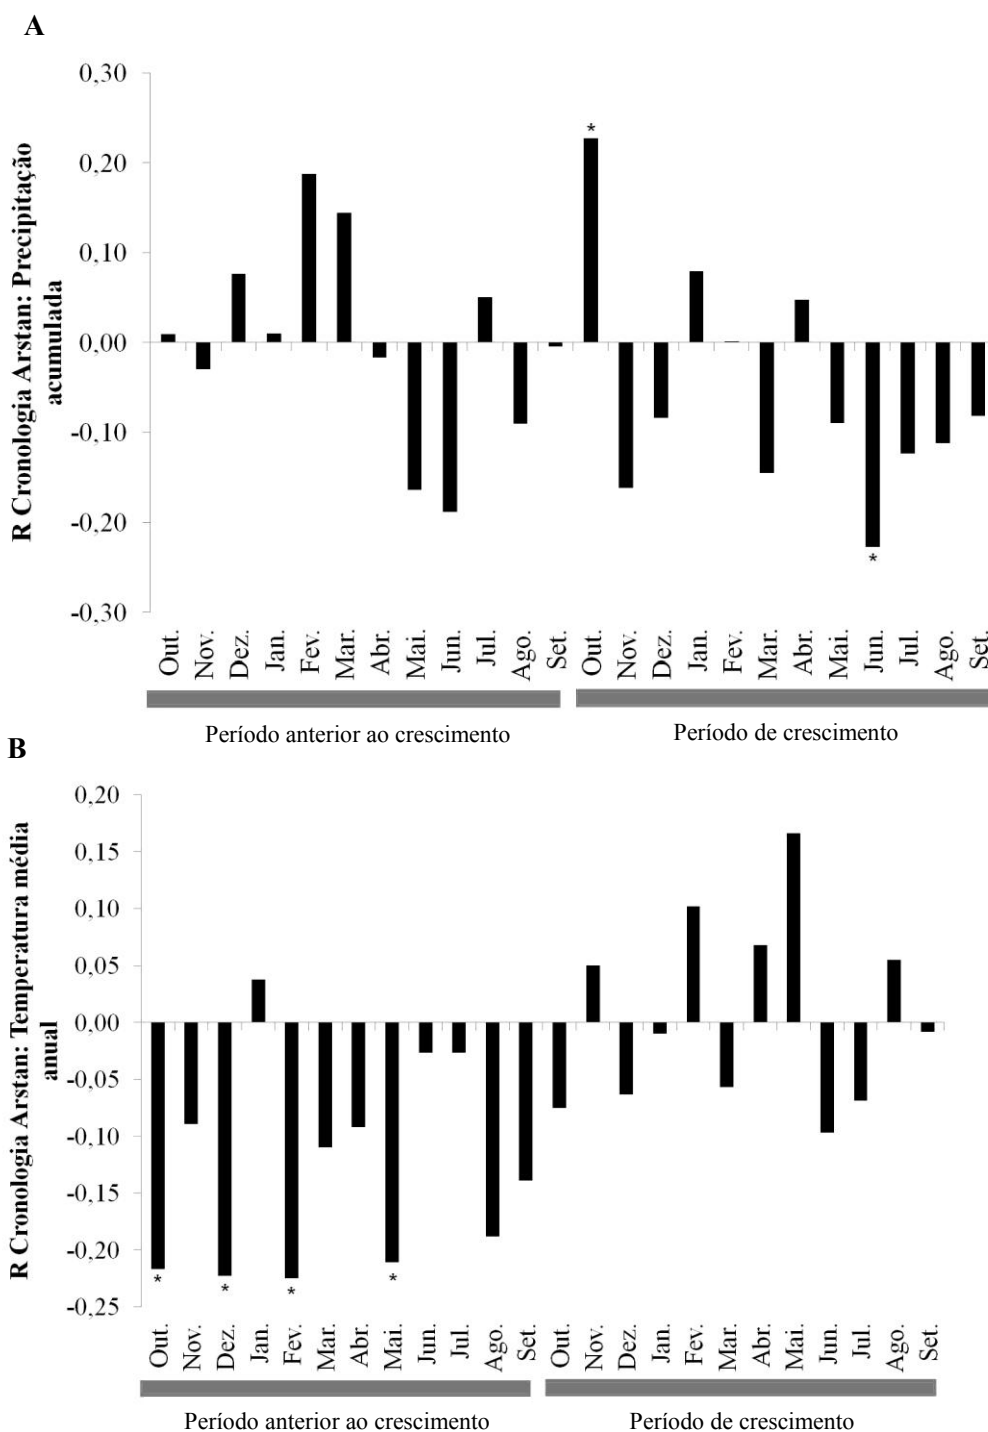 A
R Cronologia Arstan: Precipitação
acumulada
0,30
0,20
0,10
0,00
-0,10
-0,20
-0,30
*
*
Out. Nov. Dez. Jan. Fev. Mar. Abr. Mai. Jun. Jul. Ago. Set. Out. Nov. Dez. Jan. Fev. Mar. Abr. Mai. Jun. Jul. Ago. Set.
Período anterior ao crescimento Período de crescimento
B
R Cronologia Arstan: Temperatura média
anual
0,20
0,15
0,10
0,05
0,00
-0,05
-0,10
-0,15
-0,20
-0,25
* * * *
Out. Nov. Dez. Jan. Fev. Mar. Abr. Mai. Jun. Jul. Ago. Set. Out. Nov. Dez. Jan. Fev. Mar. Abr. Mai. Jun. Jul. Ago. Set.
Período anterior ao crescimento Período de crescimento